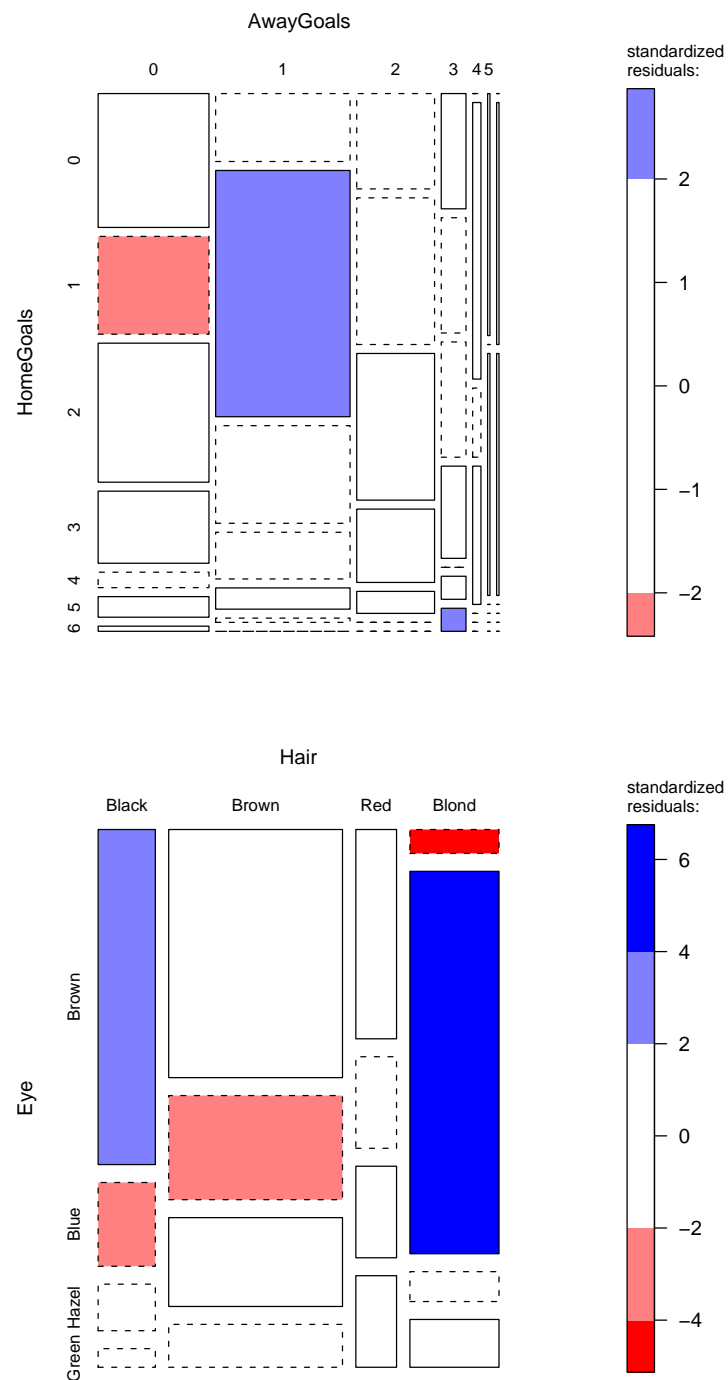 AwayGoals
0 1 2 3 4 5
HomeGoals
0
1
2
3
4
5
6
standardized
residuals:
2
1
0
−1
−2
Hair
Black Brown Red Blond
Eye
Brown
Blue
Hazel
Green
standardized
residuals:
6
4
2
0
−2
−4